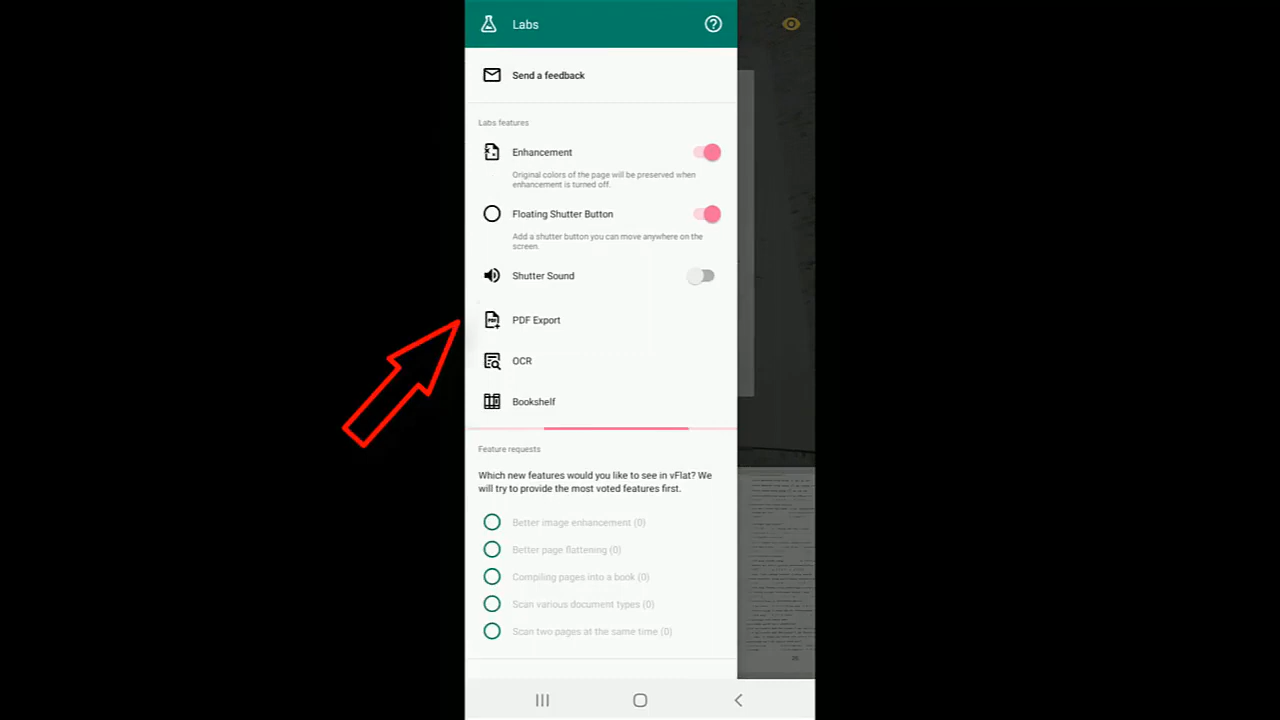 Labs
Send a feedback
Labs features
Enhancement
Original colors of the page will be preserved when
enhancement is turned off.
Floating Shutter Button
Add a shutter button you can move anywhere on the
screen.
Shutter Sound
PDF Export
OCR
Bookshelf
Feature requests
Which new features would you like to see in vFlat? We
will try to provide the most voted features first.
Better image enhancement (0)
Better page flattening (0)
Compiling pages into a book (0)
Scan various document types (0)
Scan two pages at the same time (0)